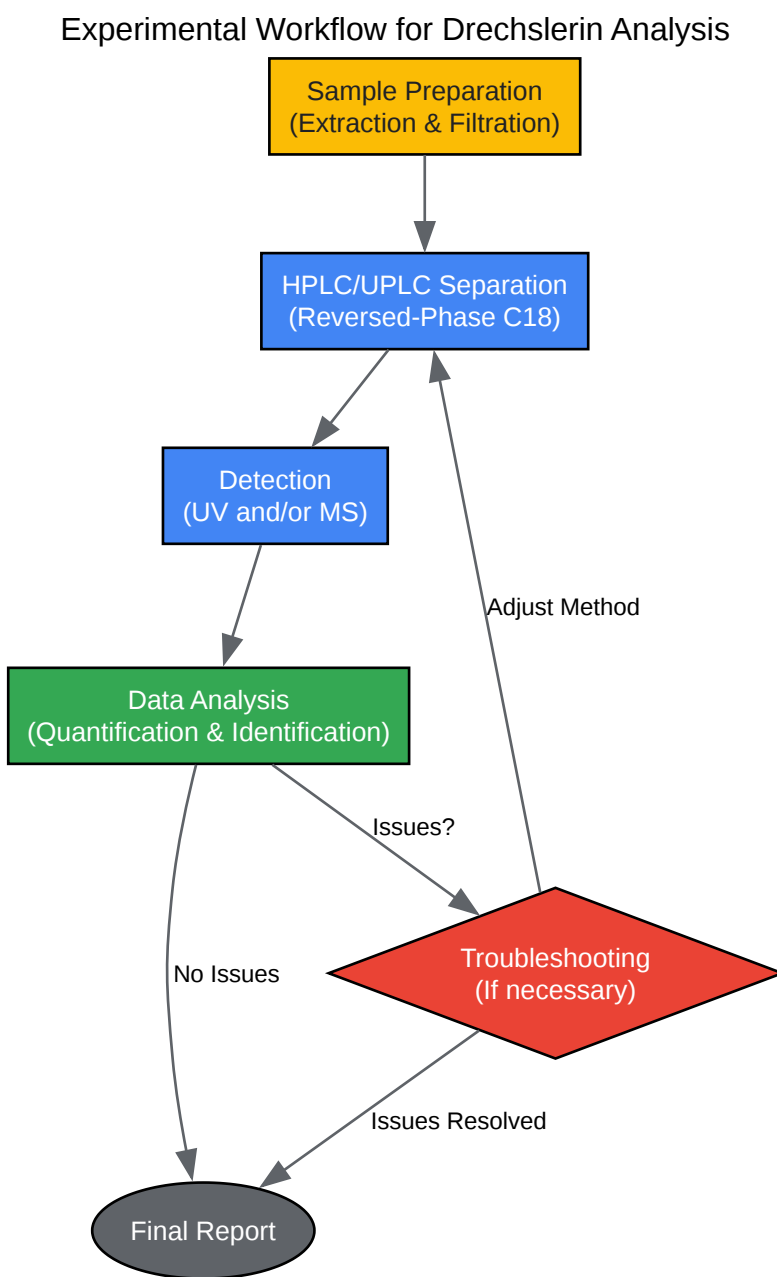 Experimental Workflow for Drechslerin Analysis
Sample Preparation
(Extraction & Filtration)
HPLC/UPLC Separation
(Reversed-Phase C18)
Detection
(UV and/or MS)
Adjust Method
Data Analysis
(Quantification & Identification)
Issues?
Troubleshooting
(If necessary)
No Issues
Issues Resolved
Final Report